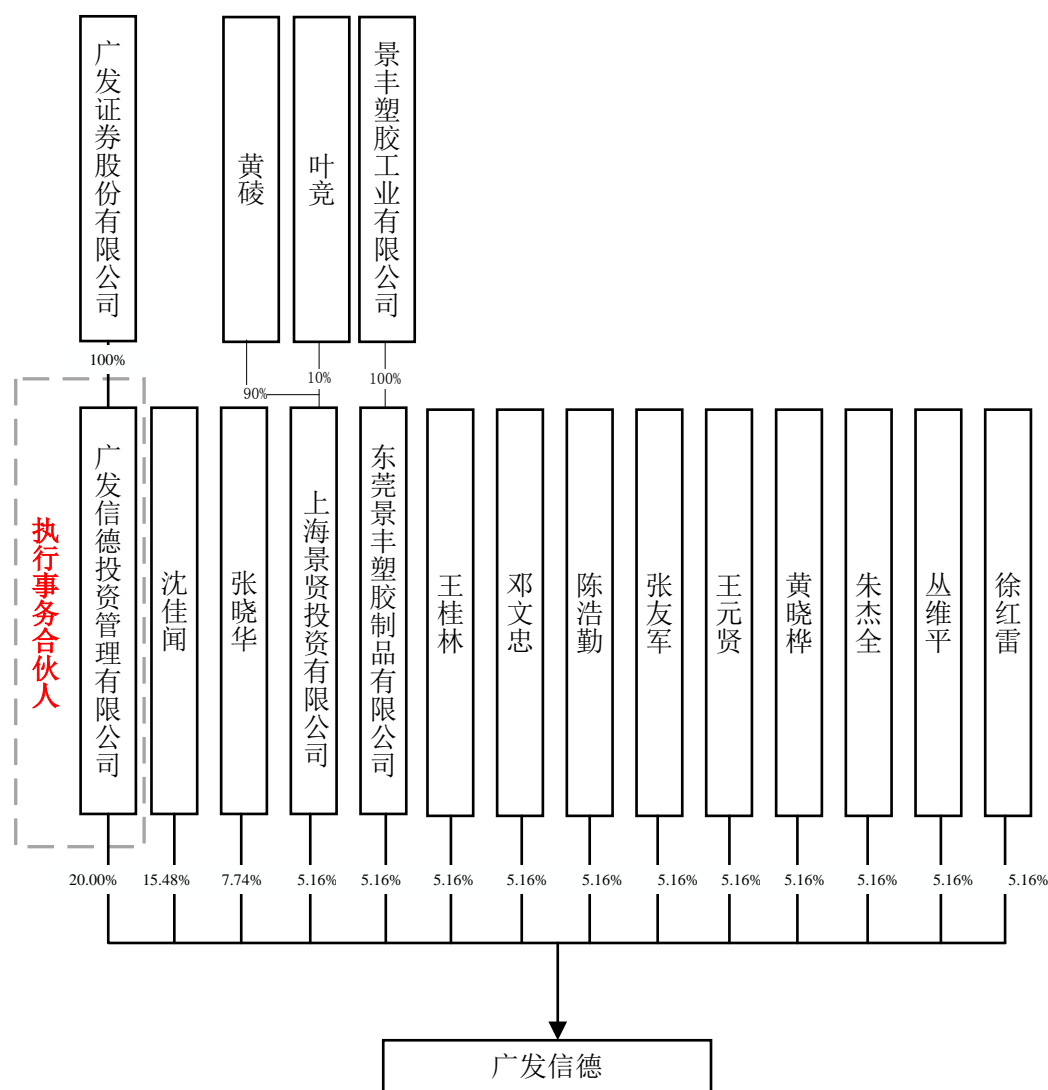 广发证券股份有限公司
黄碐
叶竞
景丰塑胶工业有限公司
100%
90%
10%
100%
执行事务合伙人
广发信德投资管理有限公司
沈佳闻
张晓华
上海景贤投资有限公司
东莞景丰塑胶制品有限公司
王桂林
邓文忠
陈浩勤
张友军
王元贤
黄晓桦
朱杰全
丛维平
徐红雷
20.00%
15.48%
7.74%
5.16%
5.16%
5.16%
5.16%
5.16%
5.16%
5.16%
5.16%
5.16%
5.16%
5.16%
广发信德